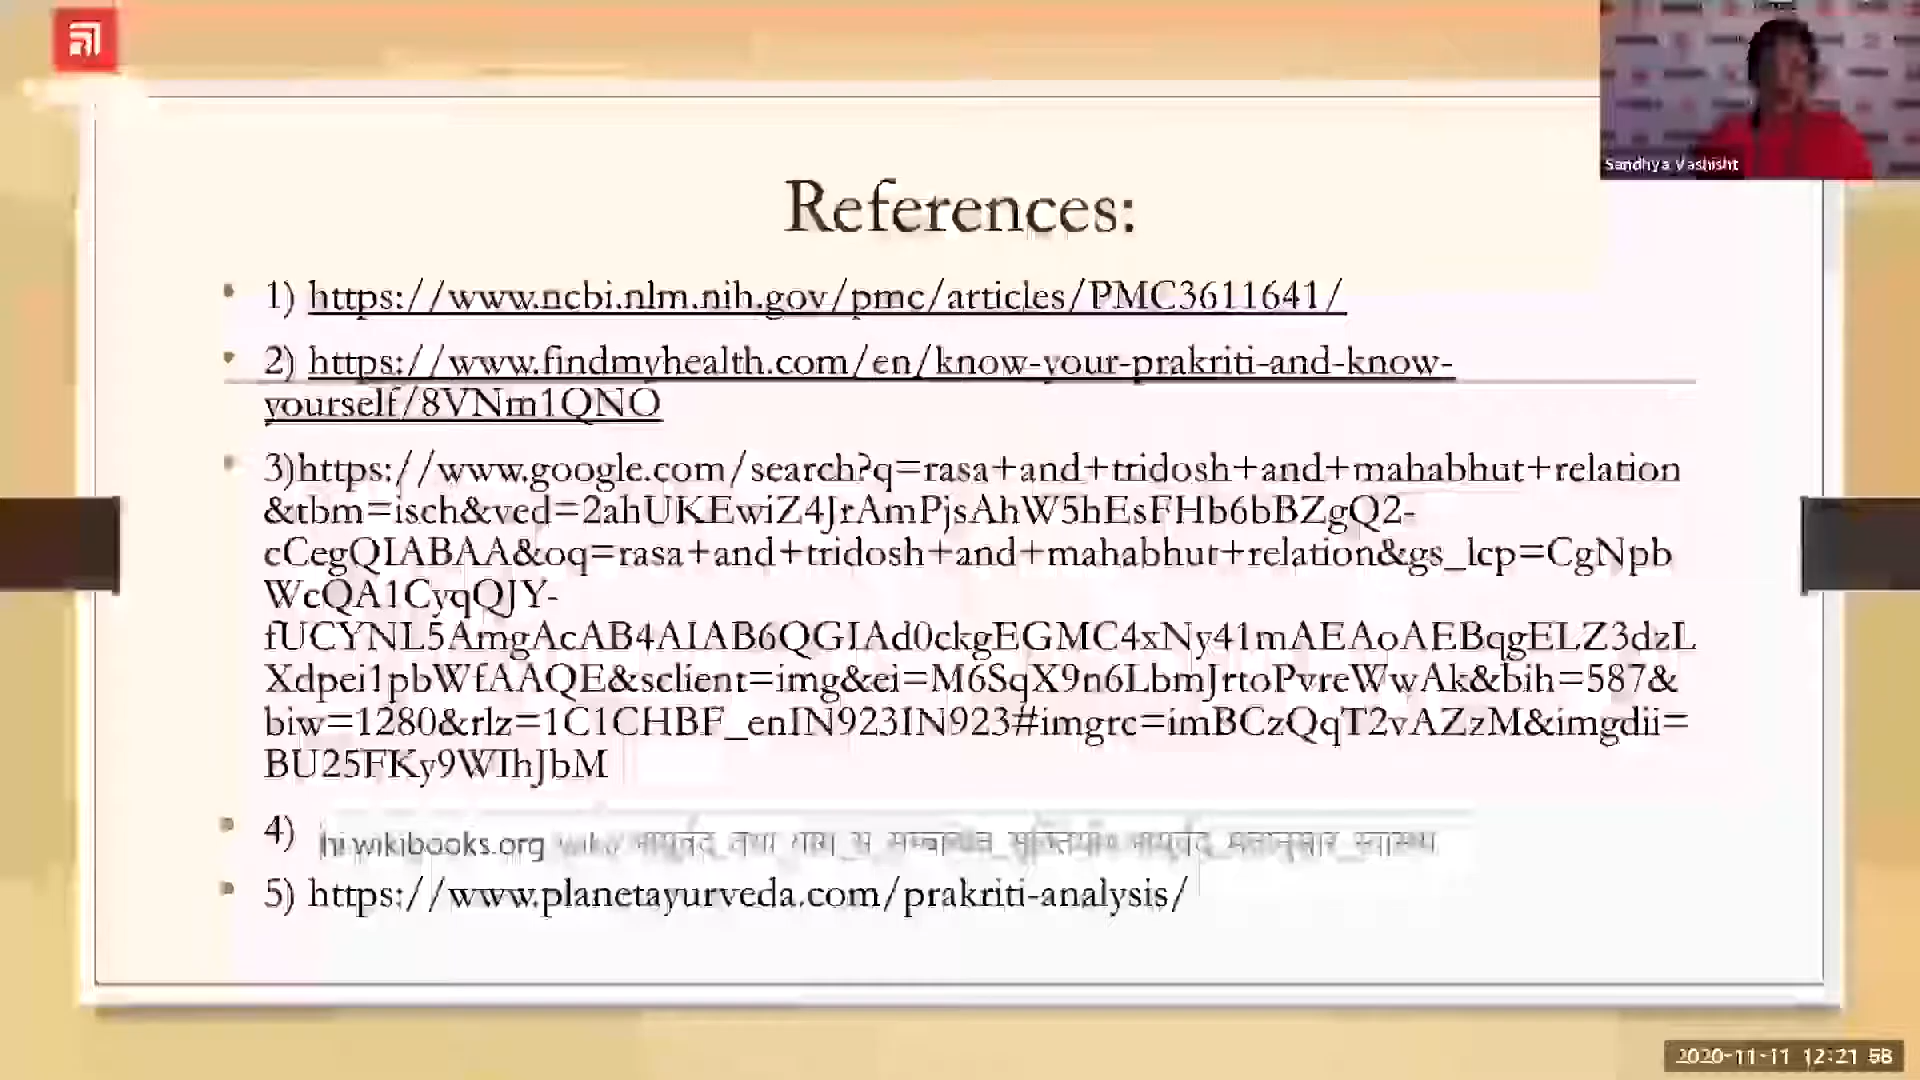 Sandhya Vashisht
References:
1) https://www.ncbi.nlm.nih.gov/pmc/articles/PMC3611641/
2) https://www.findmyhealth.com/en/know-your-prakriti-and-know-
yourself/8VNm1QNO
3)https://www.google.com/search?q=rasa+and+tridosh+and+mahabhut+relation
&tbm=isch&ved=2ahUKEwiZ4JrAmPjsAhW5hEsFHb6bBZgQ2-
cCegQIABAA&oq=rasa+and+tridosh+and+mahabhut+relation&gs_lcp=CgNpb
WcQA1CyqQJY-
fUCYNL5AmgAcAB4AIAB6QGIAd0ckgEGMC4xNy41mAEAoAEBqgELZ3dzL
Xdpei1pbWfAAQE&sclient=img&ei=M6SqX9n6LbmJrtoPvreWwAk&bih=587&
biw=1280&rlz=1C1CHBF_enIN923IN923#imgrc=imBCzQqT2vAZzM&imgdii=
BU25FKy9WIhJbM
4) hi.wikibooks.org
5) https://www.planetayurveda.com/prakriti-analysis/
2020-11-11 12:21:58